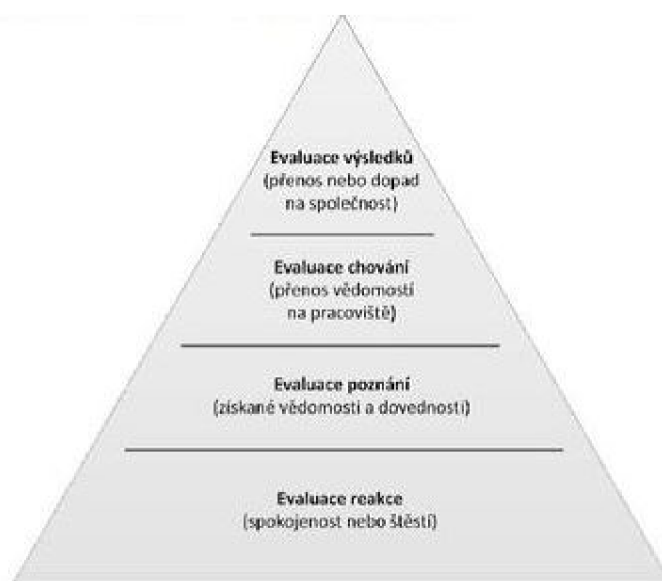 Evaluace výsledků
(přenos nebo dopad
na společnost)
Evaluace chování
(přenos vědomostí
na pracoviště)
Evaluace poznání
(získané vědomosti a dovednosti)
Evaluace reakce
(spokojenost nebo štěstí)